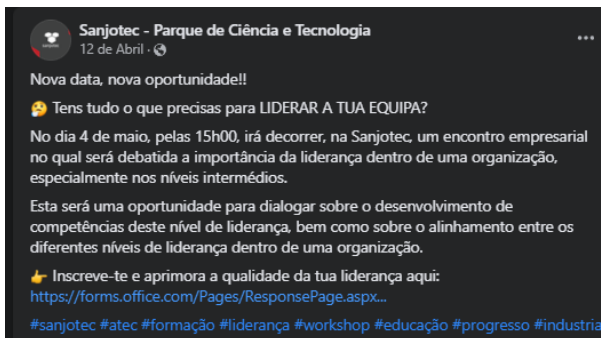 Sanjotec - Parque de Ciência e Tecnologia
12 de Abril ·
Nova data, nova oportunidade!!
🤔 Tens tudo o que precisas para LIDERAR A TUA EQUIPA?
No dia 4 de maio, pelas 15h00, irá decorrer, na Sanjotec, um encontro empresarial
no qual será debatida a importância da liderança dentro de uma organização,
especialmente nos níveis intermédios.
Esta será uma oportunidade para dialogar sobre o desenvolvimento de
competências deste nível de liderança, bem como sobre o alinhamento entre os
diferentes níveis de liderança dentro de uma organização.
👉 Inscreve-te e aprimora a qualidade da tua liderança aqui:
https://forms.office.com/Pages/ResponsePage.aspx...
#sanjotec #atec #formação #liderança #workshop #educação #progresso #industria